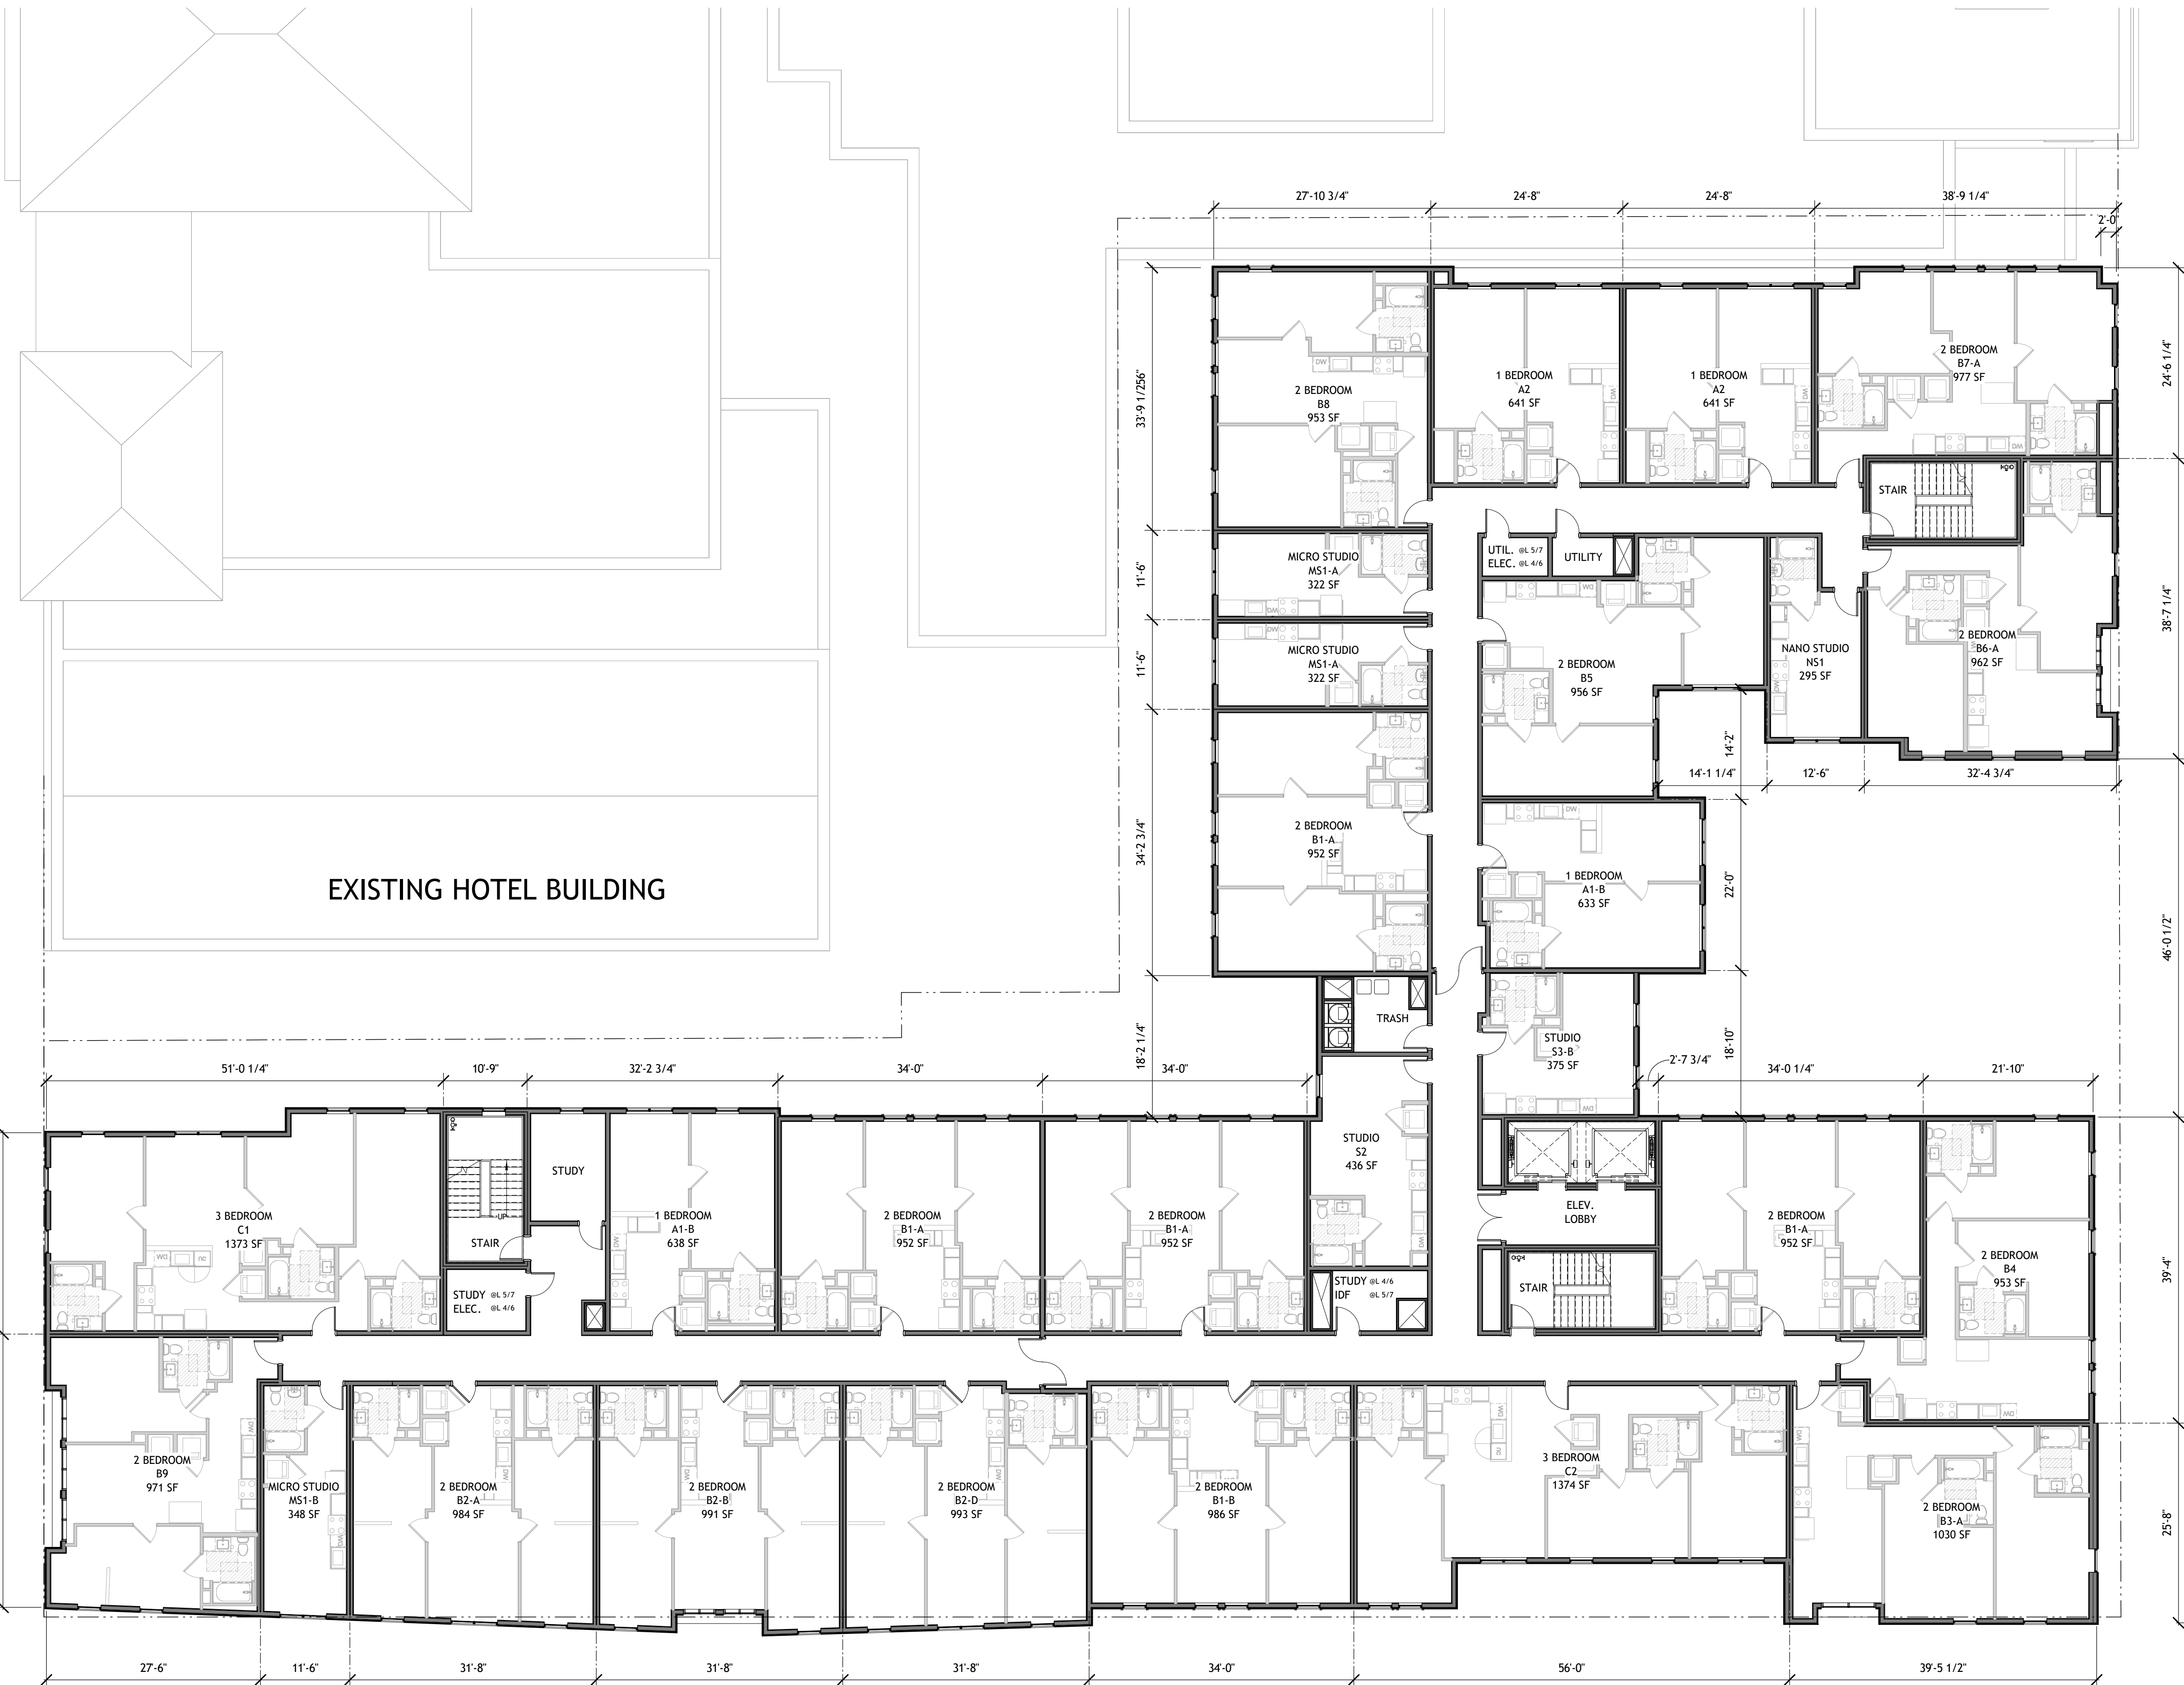 27'-10 3/4"
24'-8"
24'-8"
38'-9 1/4"
2'-0"
33'-9 1/256"
11'-6"
11'-6"
34'-2 3/4"
18'-2 1/4"
24'-6 1/4"
38'-7 1/4"
46'-0 1/2"
39'-4"
25'-8"
2 BEDROOM
B8
953 SF
1 BEDROOM
A2
641 SF
1 BEDROOM
A2
641 SF
2 BEDROOM
B7-A
977 SF
STAIR
UTIL. @L 5/7
ELEC. @L 4/6
UTILITY
MICRO STUDIO
MS1-A
322 SF
MICRO STUDIO
MS1-A
322 SF
2 BEDROOM
B5
956 SF
NANO STUDIO
NS1
295 SF
2 BEDROOM
B6-A
962 SF
14'-2"
14'-1 1/4"
12'-6"
32'-4 3/4"
2 BEDROOM
B1-A
952 SF
1 BEDROOM
A1-B
633 SF
22'-0"
EXISTING HOTEL BUILDING
TRASH
STUDIO
S3-B
375 SF
18'-10"
2'-7 3/4"
34'-0 1/4"
21'-10"
51'-0 1/4"
10'-9"
32'-2 3/4"
34'-0"
34'-0"
STUDIO
S2
436 SF
STUDY
3 BEDROOM
C1
1373 SF
UP
STAIR
1 BEDROOM
A1-B
638 SF
2 BEDROOM
B1-A
952 SF
2 BEDROOM
B1-A
952 SF
ELEV.
LOBBY
2 BEDROOM
B1-A
952 SF
2 BEDROOM
B4
953 SF
STUDY @L 5/7
ELEC. @L 4/6
STUDY @L 4/6
IDF @L 5/7
STAIR
2 BEDROOM
B9
971 SF
MICRO STUDIO
MS1-B
348 SF
2 BEDROOM
B2-A
984 SF
2 BEDROOM
B2-B
991 SF
2 BEDROOM
B2-D
993 SF
2 BEDROOM
B1-B
986 SF
3 BEDROOM
C2
1374 SF
2 BEDROOM
B3-A
1030 SF
27'-6"
11'-6"
31'-8"
31'-8"
31'-8"
34'-0"
56'-0"
39'-5 1/2"